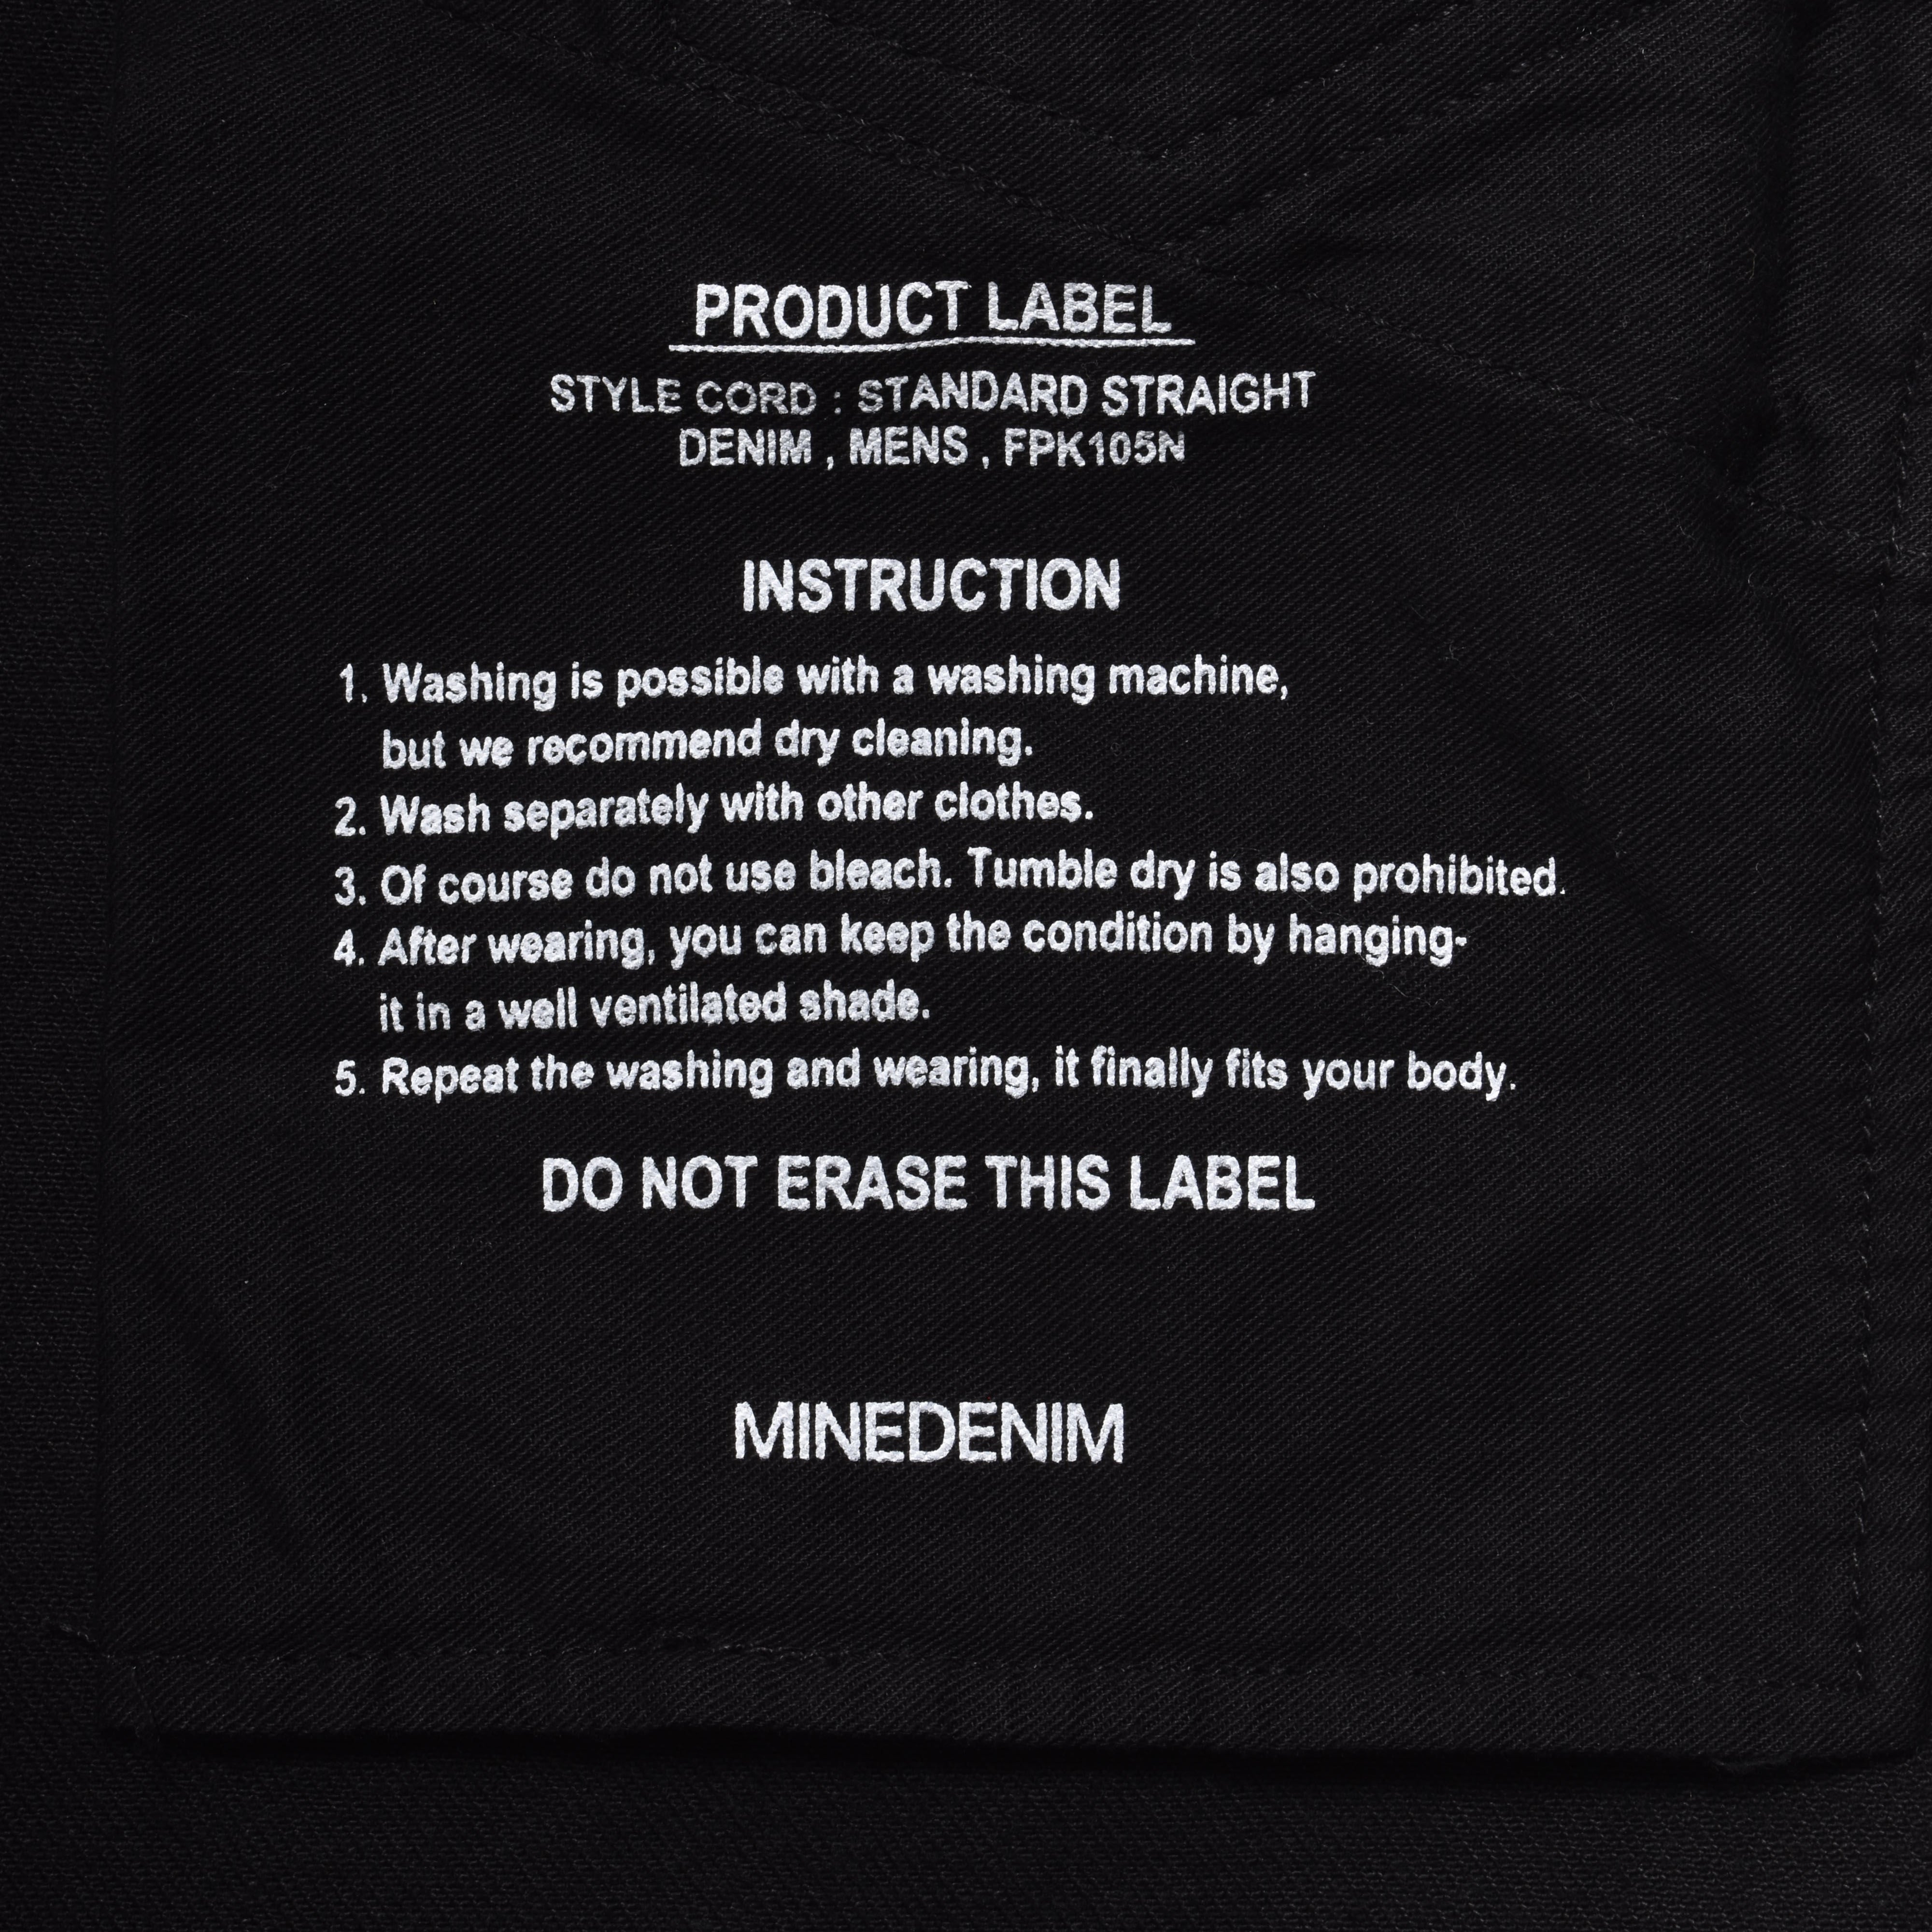 PRODUCT LABEL
STYLE CORD : STANDARD STRAIGHT
DENIM , MENS , FPK105N
INSTRUCTION
1. Washing is possible with a washing machine,
but we recommend dry cleaning.
2. Wash separately with other clothes.
3. Of course do not use bleach. Tumble dry is also prohibited.
4. After wearing, you can keep the condition by hanging-
it in a well ventilated shade.
5. Repeat the washing and wearing, it finally fits your body.
DO NOT ERASE THIS LABEL
MINEDENIM